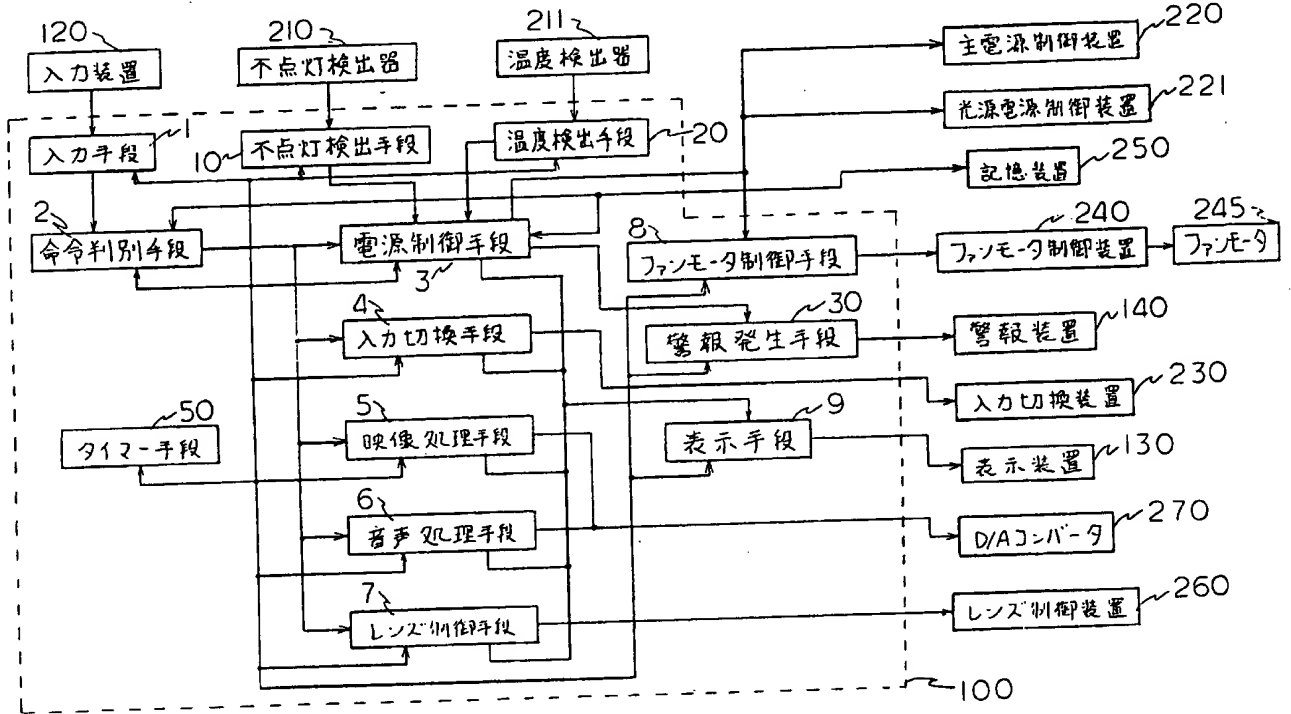 120
入力装置
210
不点灯検出器
211
温度検出器
主電源制御装置
220
光源電源制御装置
221
記憶装置
250
1
入力手段
10
不点灯検出手段
温度検出手段
20
2
命令判別手段
電源制御手段
3
8
ファンモータ制御手段
240
ファンモータ制御装置
245
ファンモータ
4
入力切換手段
30
警報発生手段
警報装置
140
入力切換装置
230
50
タイマー手段
5
映像処理手段
9
表示手段
表示装置
130
6
音声処理手段
D/Aコンバータ
270
7
レンズ制御手段
レンズ制御装置
260
100